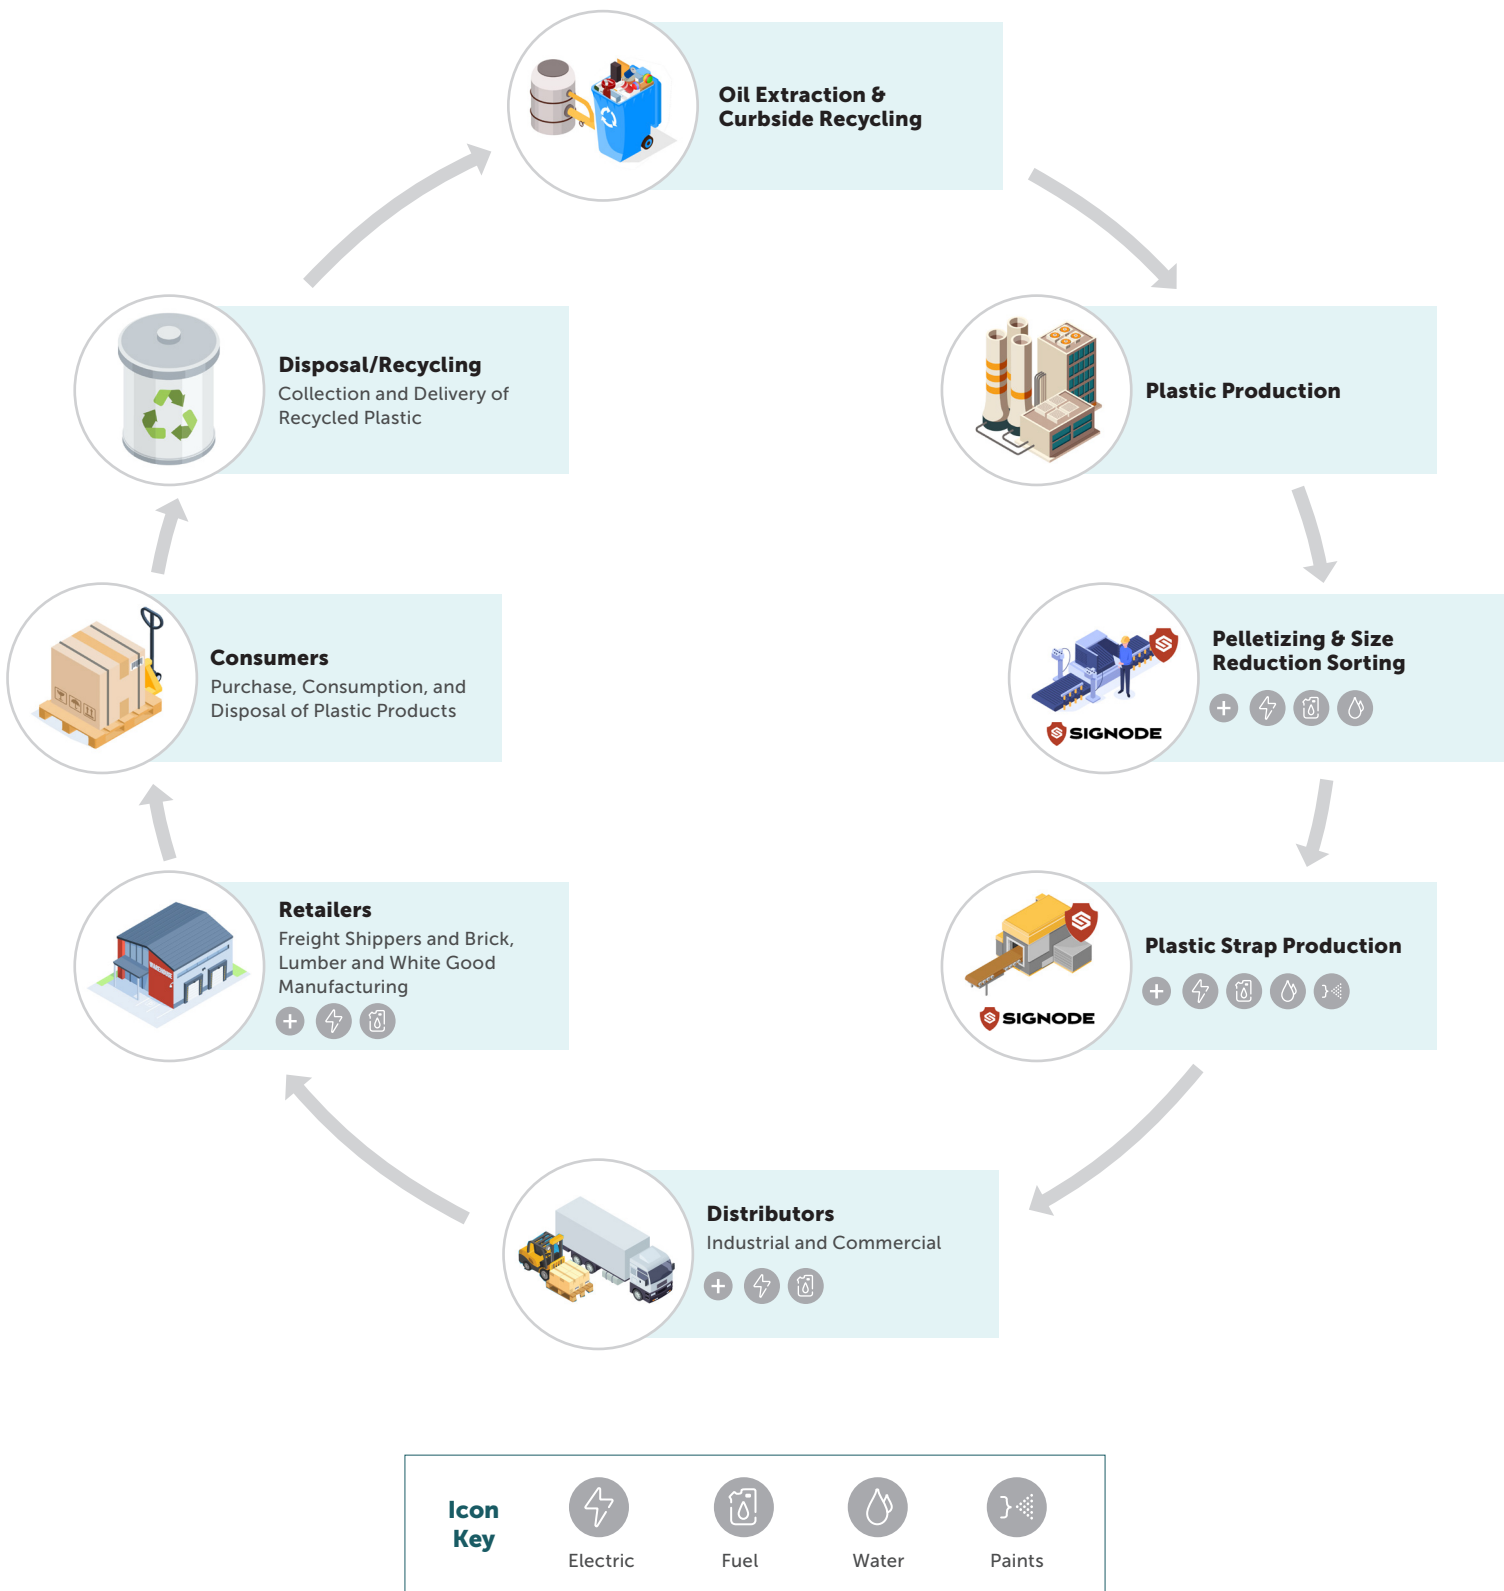 Oil Extraction &
Curbside Recycling
Plastic Production
Pelletizing & Size
Reduction Sorting
SIGNODE
Plastic Strap Production
SIGNODE
Distributors
Industrial and Commercial
Retailers
Freight Shippers and Brick,
Lumber and White Good
Manufacturing
Consumers
Purchase, Consumption, and
Disposal of Plastic Products
Disposal/Recycling
Collection and Delivery of
Recycled Plastic
Icon
Key
Electric
Fuel
Water
Paints